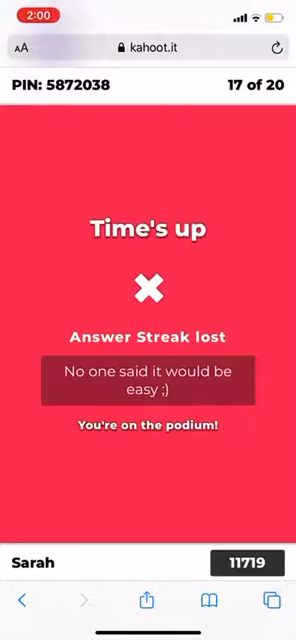 2:00
AA kahoot.it
PIN: 5872038 17 of 20
Time's up
Answer Streak lost
No one said it would be
easy ;)
You're on the podium!
Sarah 11719